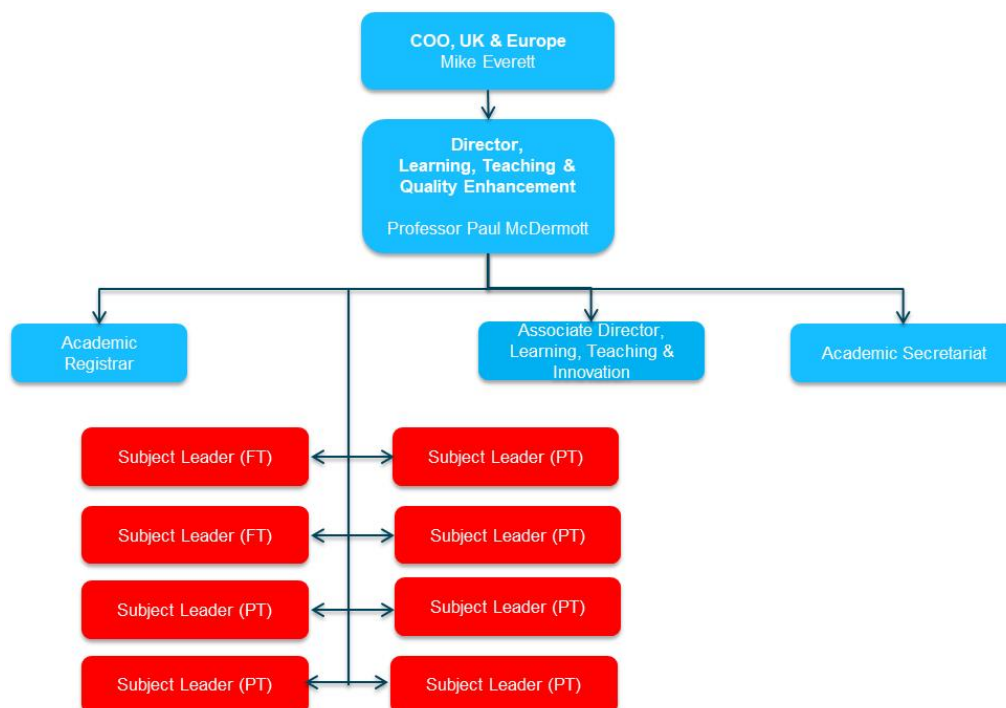 COO, UK & Europe
Mike Everett
Director,
Learning, Teaching &
Quality Enhancement
Professor Paul McDermott
Academic
Registrar
Associate Director,
Learning, Teaching &
Innovation
Academic Secretariat
Subject Leader (FT)
Subject Leader (PT)
Subject Leader (FT)
Subject Leader (PT)
Subject Leader (PT)
Subject Leader (PT)
Subject Leader (PT)
Subject Leader (PT)